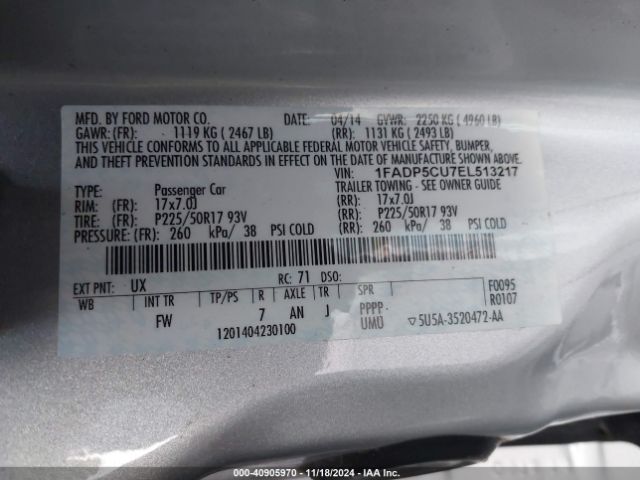 MFD. BY FORD MOTOR CO. DATE: 04/14 GVWR: 2250 KG ( 4960 LB)
GAWR: (FR): 1119 KG ( 2467 LB) (RR): 1131 KG ( 2493 LB)
THIS VEHICLE CONFORMS TO ALL APPLICABLE FEDERAL MOTOR VEHICLE SAFETY, BUMPER,
AND THEFT PREVENTION STANDARDS IN EFFECT ON THE DATE OF MANUFACTURE SHOWN ABOVE.
VIN: 1FADP5CU7EL513217
TYPE: Passenger Car TRAILER TOWING - SEE OWNER GUIDE
RIM: (FR): 17x7.0J (RR): 17x7.0J
TIRE: (FR): P225/50R17 93V (RR): P225/50R17 93V
PRESSURE: (FR): 260 kPa/ 38 PSI COLD (RR): 260 kPa/ 38 PSI COLD
EXT PNT: UX RC: 71 DSO: F0095
WB INT TR TP/PS R AXLE TR SPR R0107
FW 7 AN J PPPP
UMU ▽5U5A-3520472-AA
1201404230100
000-40905970 - 11/18/2024 - IAA Inc.